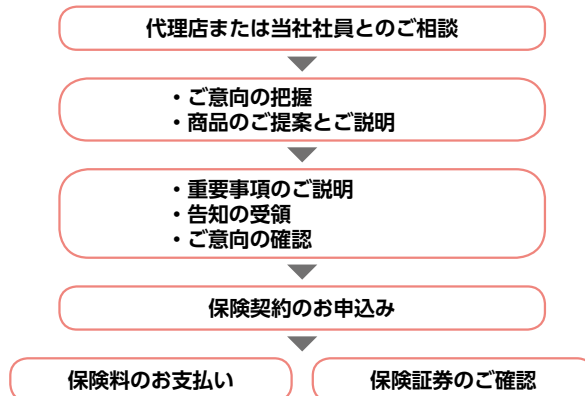 代理店または当社社員とのご相談
・ご意向の把握
・商品のご提案とご説明
・重要事項のご説明
・告知の受領
・ご意向の確認
保険契約のお申込み
保険料のお支払い
保険証券のご確認